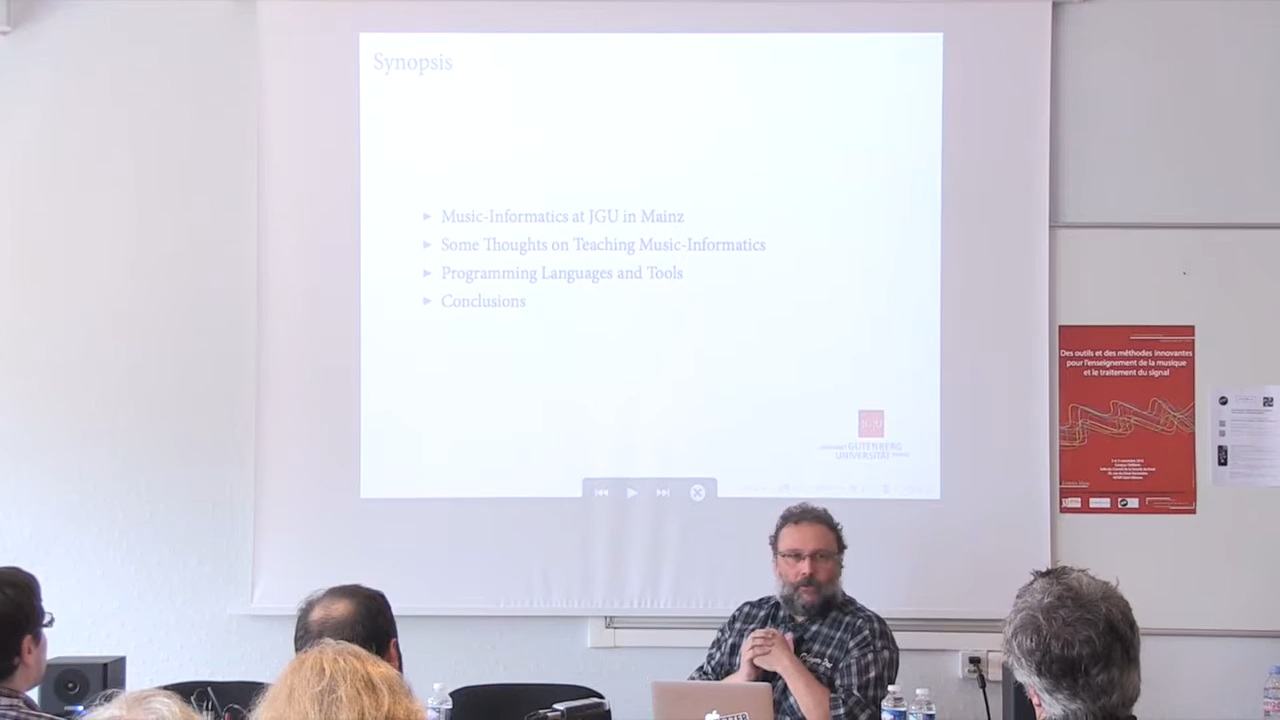 Synopsis
Music-Informatics at JGU in Mainz
Some Thoughts on Teaching Music-Informatics
Programming Languages and Tools
Conclusions
JGU
GUTENBERG
UNIVERSITÄT
Des outils et des méthodes innovantes
pour l'enseignement de la musique
et le traitement du signal